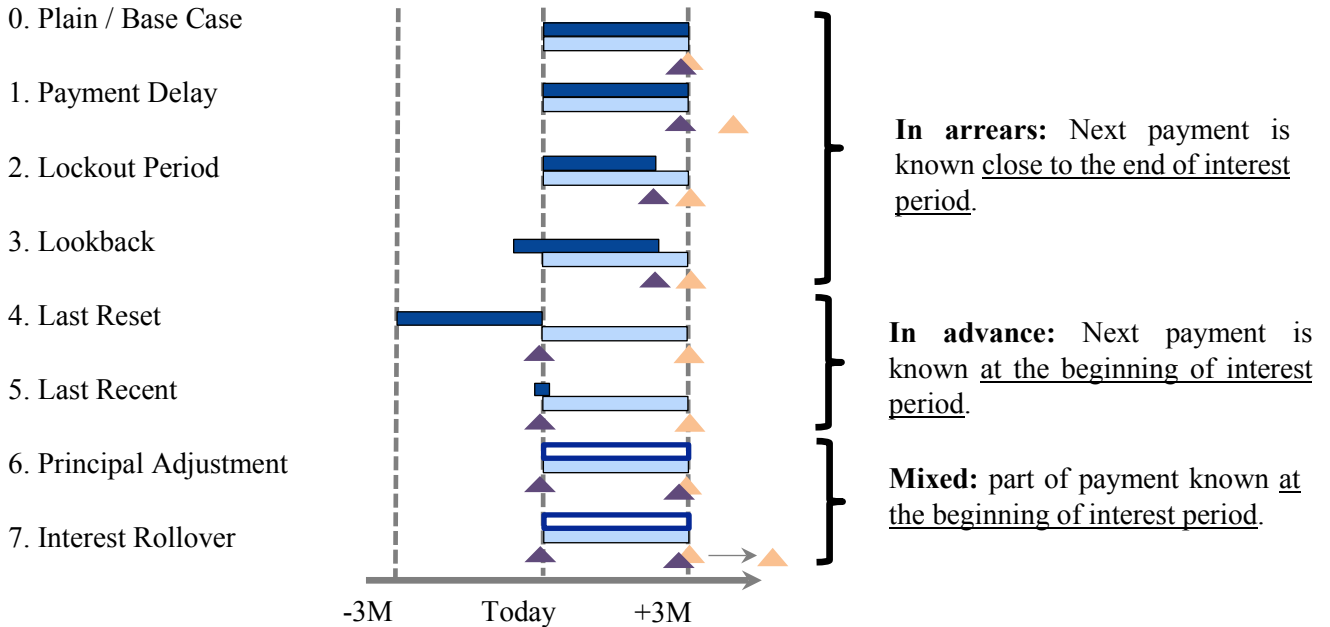 0. Plain / Base Case
1. Payment Delay
2. Lockout Period
3. Lookback
4. Last Reset
5. Last Recent
6. Principal Adjustment
7. Interest Rollover
-3M Today +3M
In arrears: Next payment is
known close to the end of interest
period.
In advance: Next payment is
known at the beginning of interest
period.
Mixed: part of payment known at
the beginning of interest period.